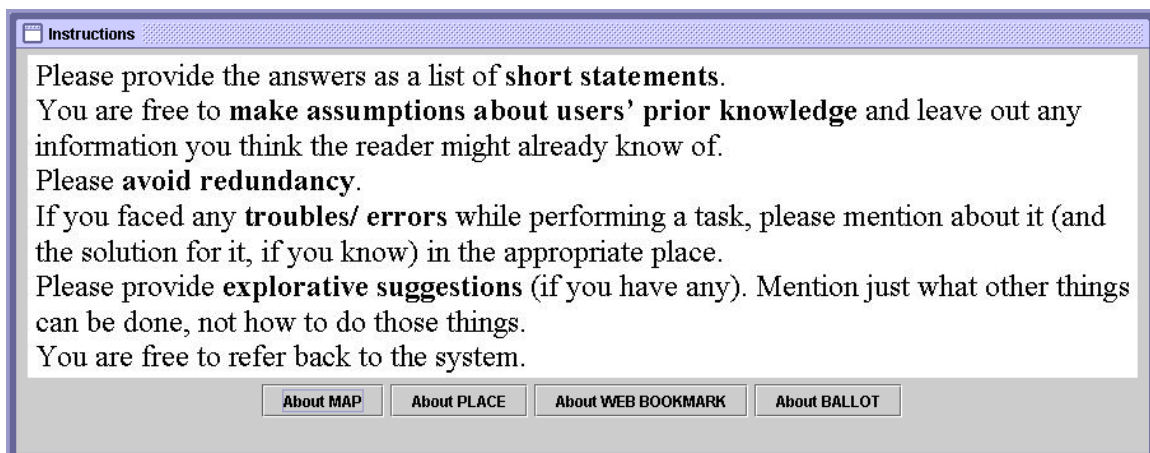 Instructions
Please provide the answers as a list of short statements.
You are free to make assumptions about users' prior knowledge and leave out any
information you think the reader might already know of.
Please avoid redundancy.
If you faced any troubles/ errors while performing a task, please mention about it (and
the solution for it, if you know) in the appropriate place.
Please provide explorative suggestions (if you have any). Mention just what other things
can be done, not how to do those things.
You are free to refer back to the system.
About MAP About PLACE About WEB BOOKMARK About BALLOT